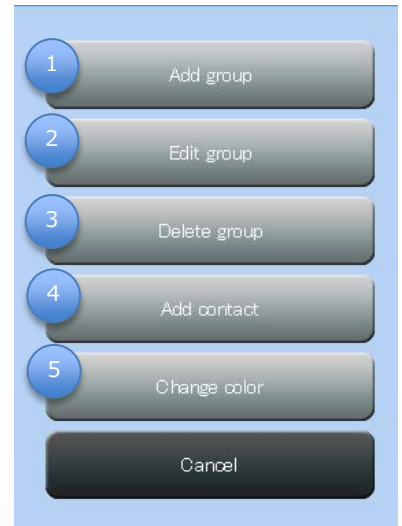 1
Add group
2
Edit group
3
Delete group
4
Add contact
5
Change color
Cancel